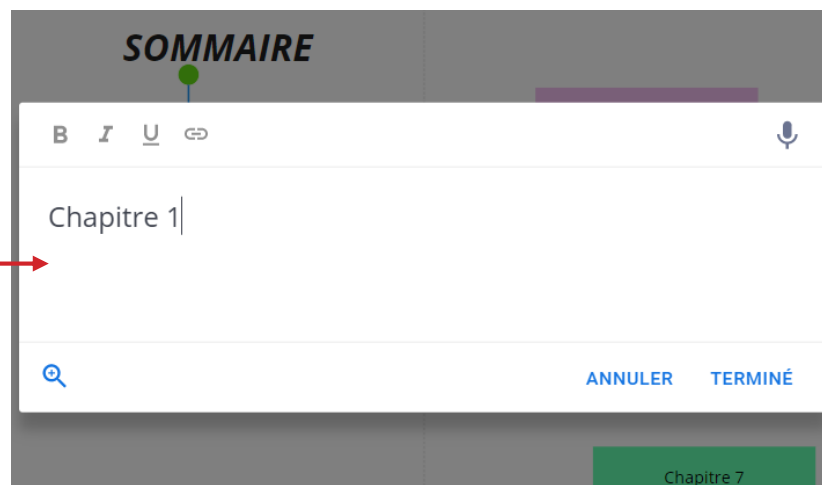 SOMMAIRE
B I U
Chapitre 1
ANNULER TERMINÉ
Chapitre 7